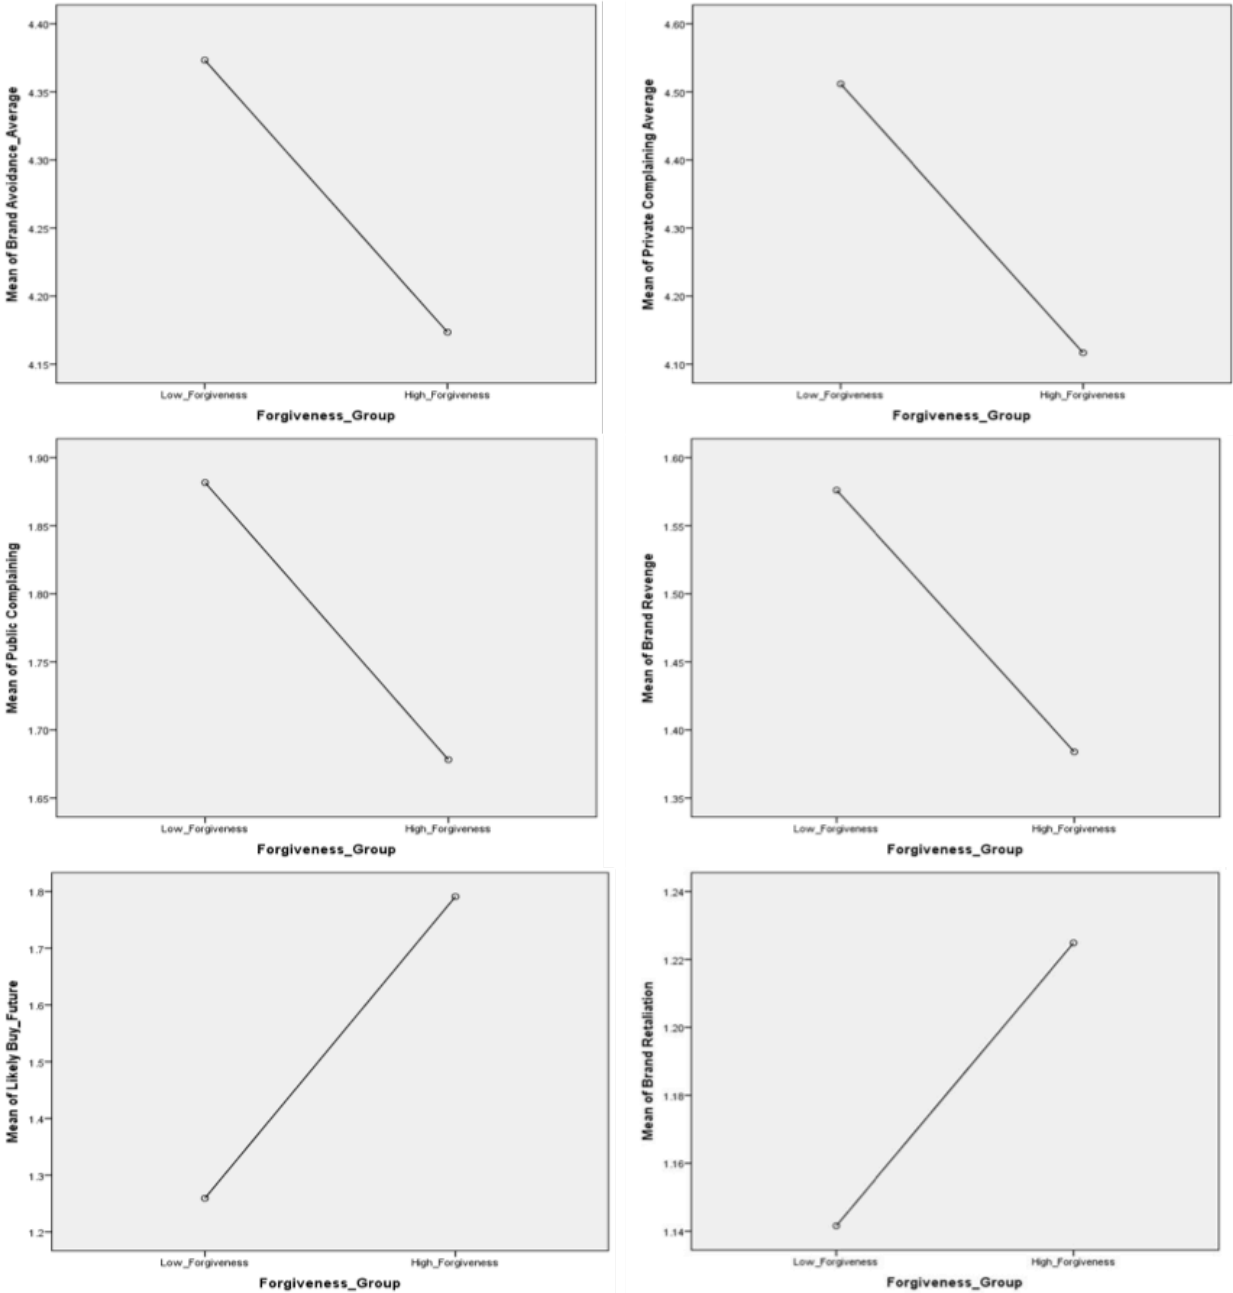 Mean of Brand Avoidance_Average
4.40
4.35
4.30
4.25
4.20
4.15
Low_Forgiveness High_Forgiveness
Forgiveness_Group
Mean of Private Complaining Average
4.60
4.50
4.40
4.30
4.20
4.10
Low_Forgiveness High_Forgiveness
Forgiveness_Group
Mean of Public Complaining
1.90
1.85
1.80
1.75
1.70
1.65
Low_Forgiveness High_Forgiveness
Forgiveness_Group
Mean of Brand Revenge
1.60
1.55
1.50
1.45
1.40
1.35
Low_Forgiveness High_Forgiveness
Forgiveness_Group
Mean of Likely Buy_Future
1.8
1.7
1.6
1.5
1.4
1.3
1.2
Low_Forgiveness High_Forgiveness
Forgiveness_Group
Mean of Brand Retaliation
1.24
1.22
1.20
1.18
1.16
1.14
Low_Forgiveness High_Forgiveness
Forgiveness_Group